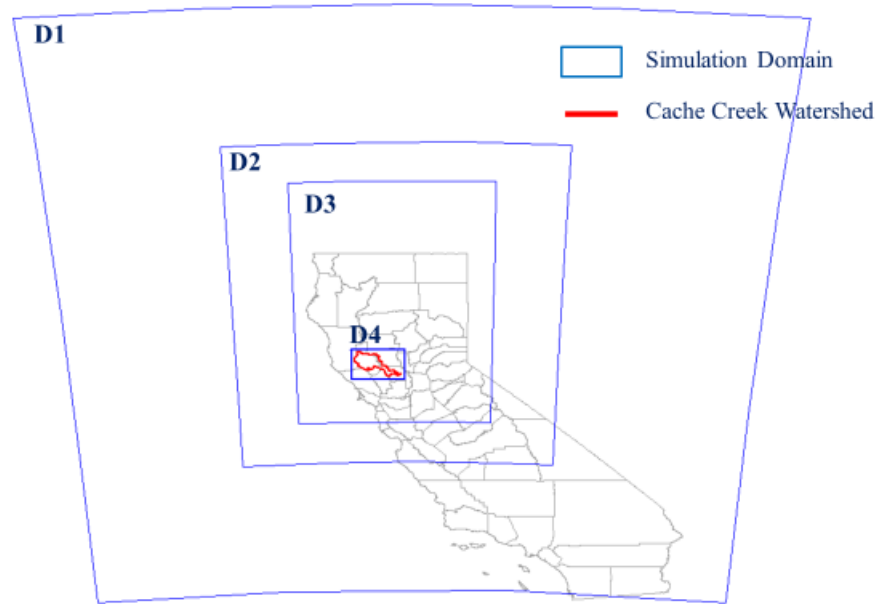 D1
Simulation Domain
Cache Creek Watershed
D2
D3
D4